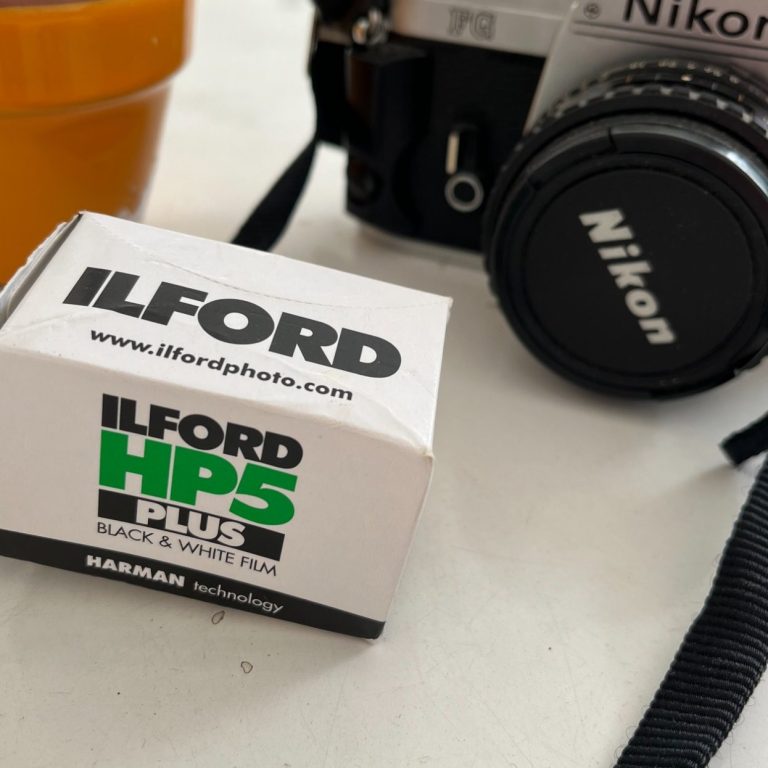 FG
Nikon
Nikon
ILFORD
www.ilfordphoto.com
ILFORD
HP5
PLUS
BLACK & WHITE FILM
HARMAN technology